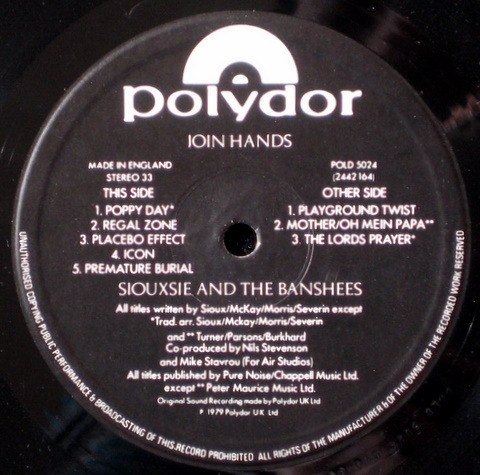 polydor
JOIN HANDS
MADE IN ENGLAND
STEREO 33
THIS SIDE
1. POPPY DAY*
2. REGAL ZONE
3. PLACEBO EFFECT
4. ICON
5. PREMATURE BURIAL
POLD 5024
(2442 164)
OTHER SIDE
1. PLAYGROUND TWIST
2. MOTHER/OH MEIN PAPA**
3. THE LORDS PRAYER*
SIOUXSIE AND THE BANSHEES
All titles written by Sioux/McKay/Morris/Severin except
*Trad. arr. Sioux/Mckay/Morris/Severin
and ** Turner/Parsons/Burkhard
Co-produced by Nils Stevenson
and Mike Stavrou (For Air Studios)
All titles published by Pure Noise/Chappell Music Ltd.
except ** Peter Maurice Music Ltd.
Original Sound Recording made by Polydor UK Ltd
P 1979 Polydor UK Ltd
UNAUTHORISED COPYING PUBLIC PERFORMANCE & BROADCASTING OF THIS RECORD PROHIBITED ALL RIGHTS OF THE MANUFACTURER & OF THE OWNER OF THE RECORDED WORK RESERVED